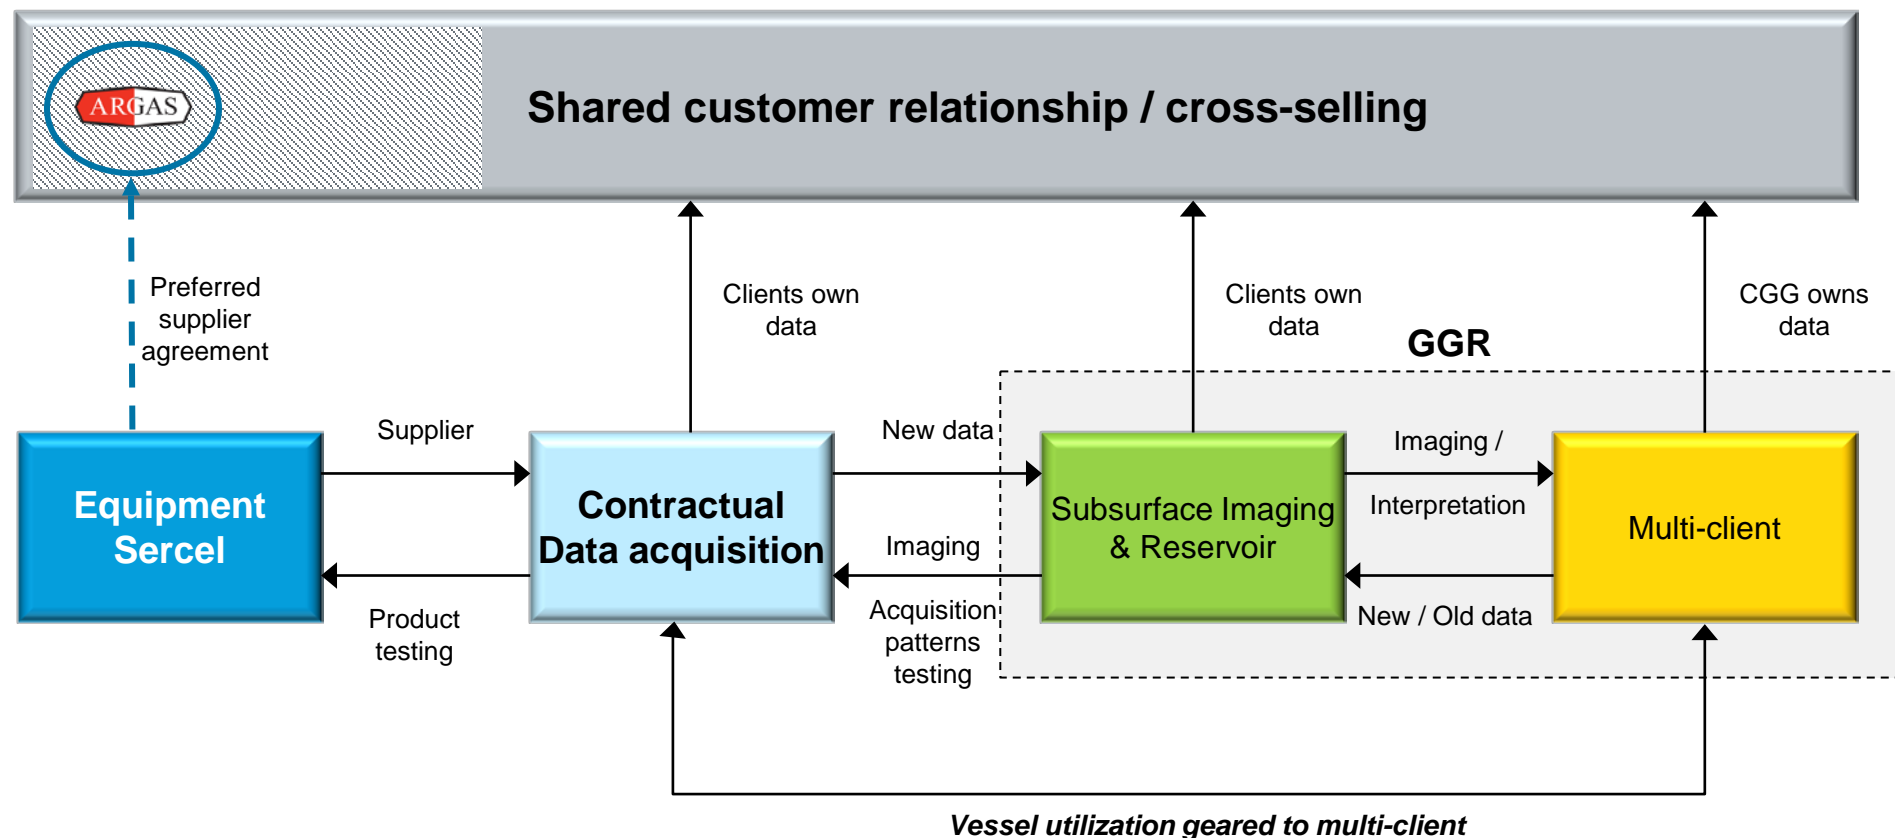 ARGAS
Shared customer relationship / cross-selling
Preferred
supplier
agreement
Clients own
data
Clients own
data
CGG owns
data
GGR
Supplier
New data
Imaging /
Interpretation
Equipment
Sercel
Contractual
Data acquisition
Subsurface Imaging
& Reservoir
Multi-client
Imaging
Product
testing
Acquisition
patterns
testing
New / Old data
Vessel utilization geared to multi-client